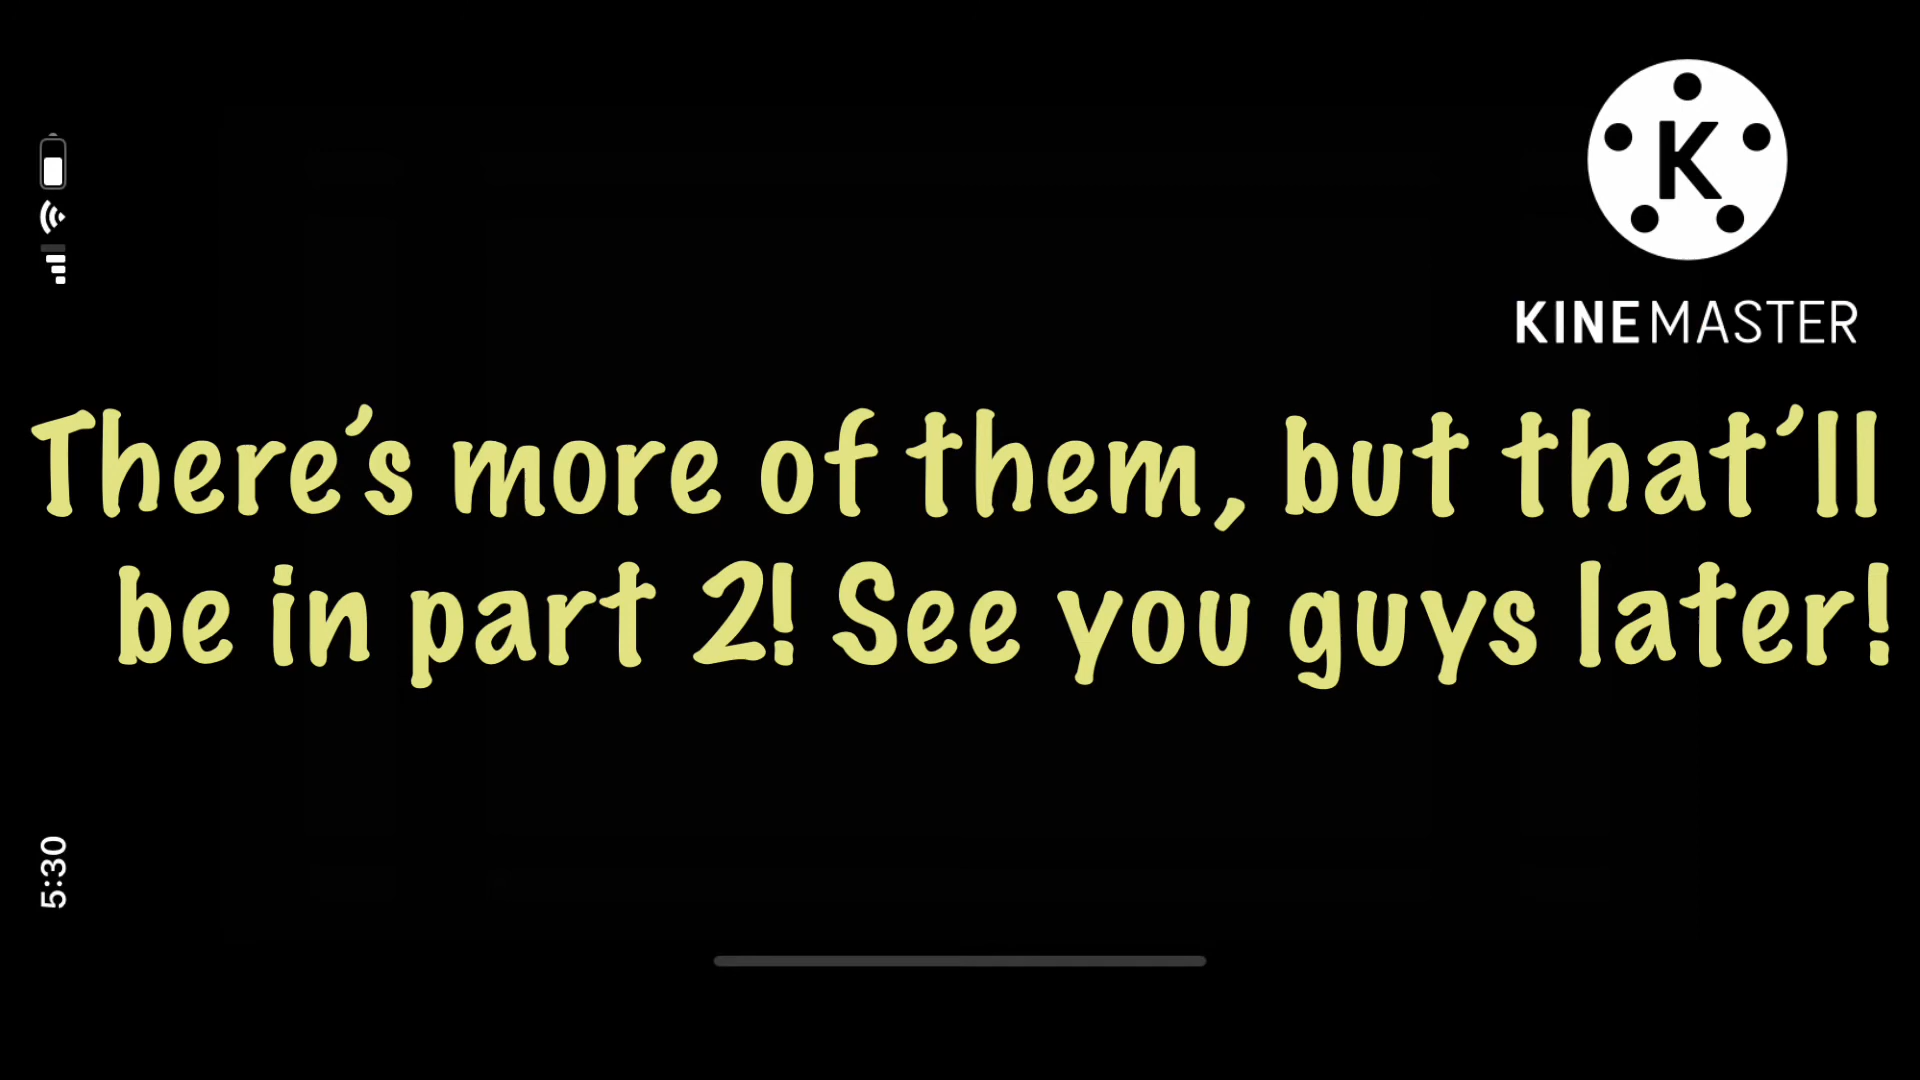 K
KINEMASTER
There's more of them, but that'll
be in part 2! See you guys later!
5:30